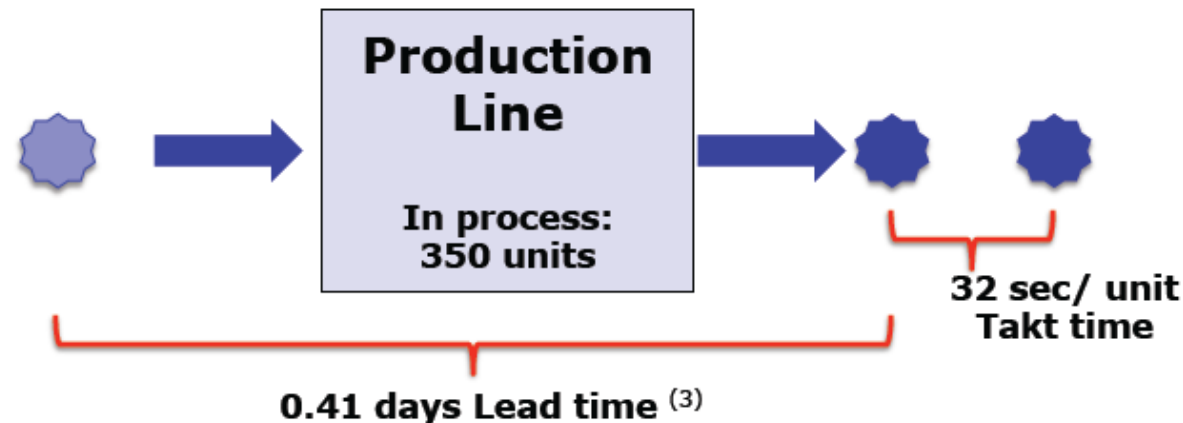 Production
Line
In process:
350 units
32 sec/ unit
Takt time
0.41 days Lead time (3)